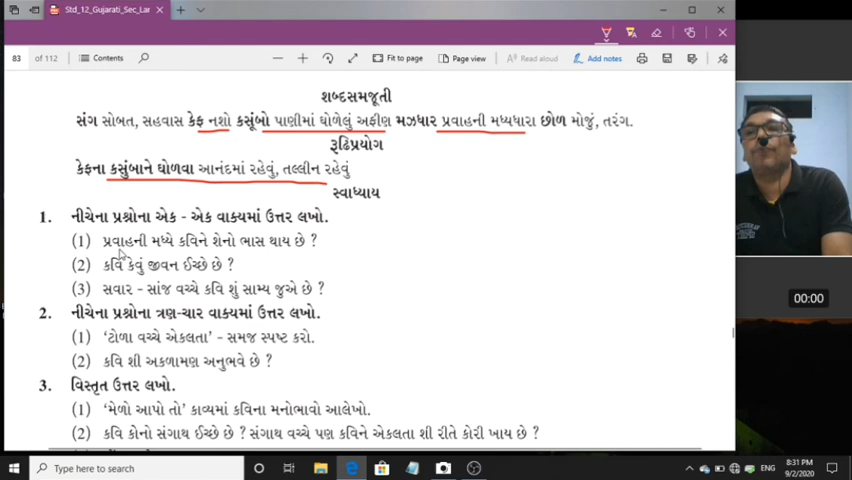 Std_12_Gujarati_Sec_Lar
83 of 112 Contents Fit to page Page view Read aloud Add notes
શબ્દસમજૂતી
સંગ સોબત, સહવાસ કેફ નશો કસૂંબો પાણીમાં ઘોળેલું અફીણ મઝધાર પ્રવાહની મધ્યધારા છોળ મોજું, તરંગ.
રૂઢિપ્રયોગ
કેફના કસુંબાને ઘોળવા આનંદમાં રહેવું, તલ્લીન રહેવું
સ્વાધ્યાય
1. નીચેના પ્રશ્નોના એક - એક વાક્યમાં ઉત્તર લખો.
(1) પ્રવાહની મધ્યે કવિને શેનો ભાસ થાય છે ?
(2) કવિ કેવું જીવન ઈચ્છે છે ?
(3) સવાર - સાંજ વચ્ચે કવિ શું સામ્ય જુએ છે ?
2. નીચેના પ્રશ્નોના ત્રણ-ચાર વાક્યમાં ઉત્તર લખો.
(1) ‘ટોળા વચ્ચે એકલતા’ - સમજ સ્પષ્ટ કરો.
(2) કવિ શી અકળામણ અનુભવે છે ?
3. વિસ્તૃત ઉત્તર લખો.
(1) ‘મેળો આપો તો’ કાવ્યમાં કવિના મનોભાવો આલેખો.
(2) કવિ કોનો સંગાથ ઈચ્છે છે ? સંગાથ વચ્ચે પણ કવિને એકલતા શી રીતે કોરી ખાય છે ?
00:00
Type here to search
ENG
8:31 PM
9/2/2020